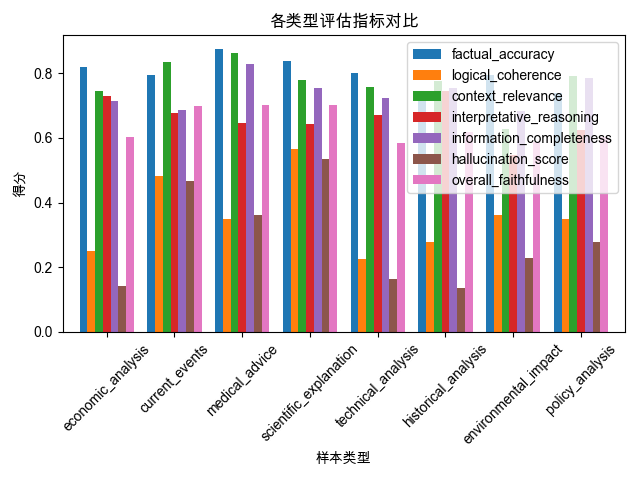 各类型评估指标对比
得分
0.8
0.6
0.4
0.2
0.0
factual_accuracy
logical_coherence
context_relevance
interpretative_reasoning
information_completeness
hallucination_score
overall_faithfulness
economic_analysis
current_events
medical_advice
scientific_explanation
technical_analysis
historical_analysis
environmental_impact
policy_analysis
样本类型